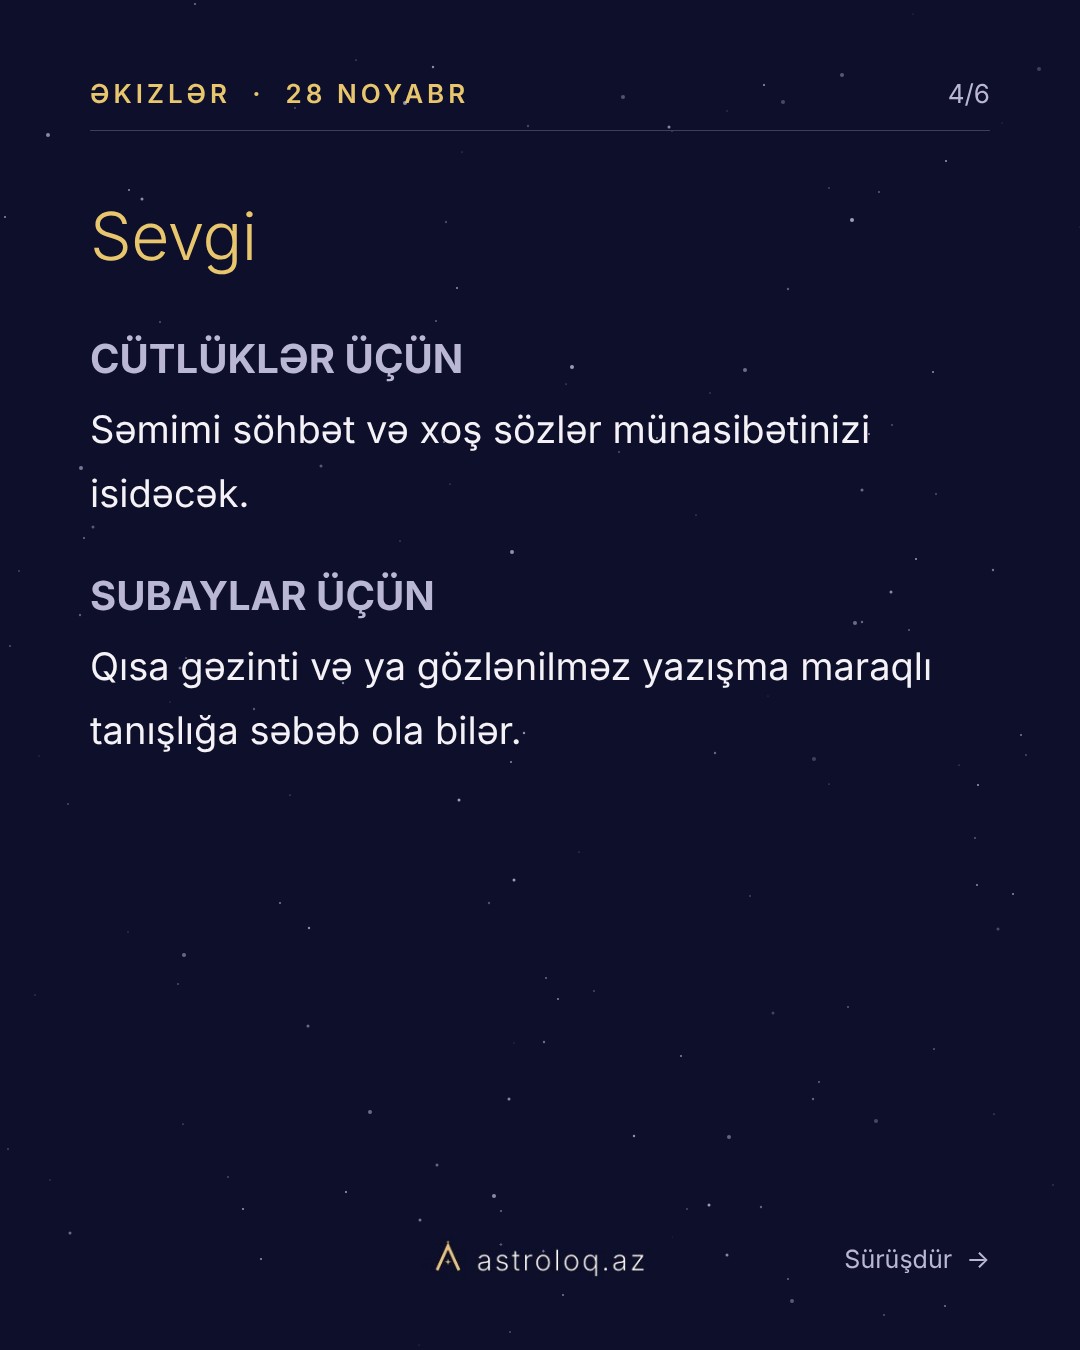 ƏKIZLƏR · 28 NOYABR
4/6
Sevgi
CÜTLÜKLƏR ÜÇÜN
Səmimi söhbət və xoş sözlər münasibətinizi
isidəcək.
SUBAYLAR ÜÇÜN
Qısa gəzinti və ya gözlənilməz yazışma maraqlı
tanışlığa səbəb ola bilər.
astroloq.az
Sürüşdür →